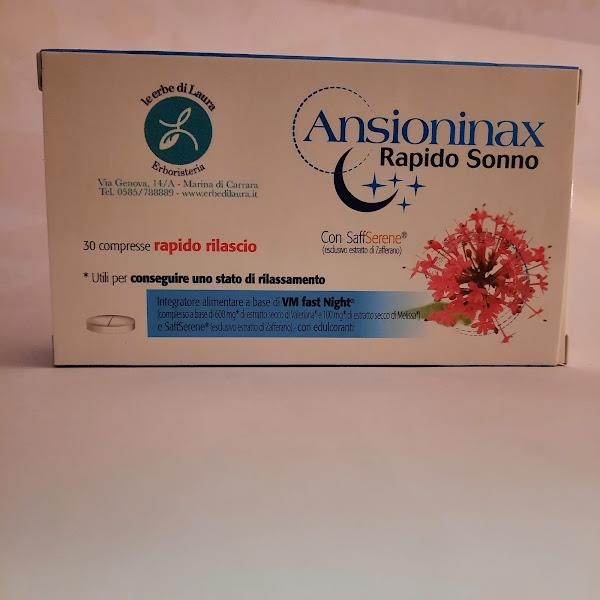 le erbe di Laura
Erboristeria
Via Genova, 14/A - Marina di Carrara
Tel. 0585/788889 - www.erbedilaura.it
Ansioninax
Rapido Sonno
30 compresse rapido rilascio
Con SaffSerene®
(esclusivo estratto di Zafferano)
* Utili per conseguire uno stato di rilassamento
Integratore alimentare a base di VM fast Night®
(complesso a base di 600 mg* di estratto secco di Valeriana* e 100 mg* di estratto secco di Melissa*)
e SaffSerene® (esclusivo estratto di Zafferano) - con edulcoranti